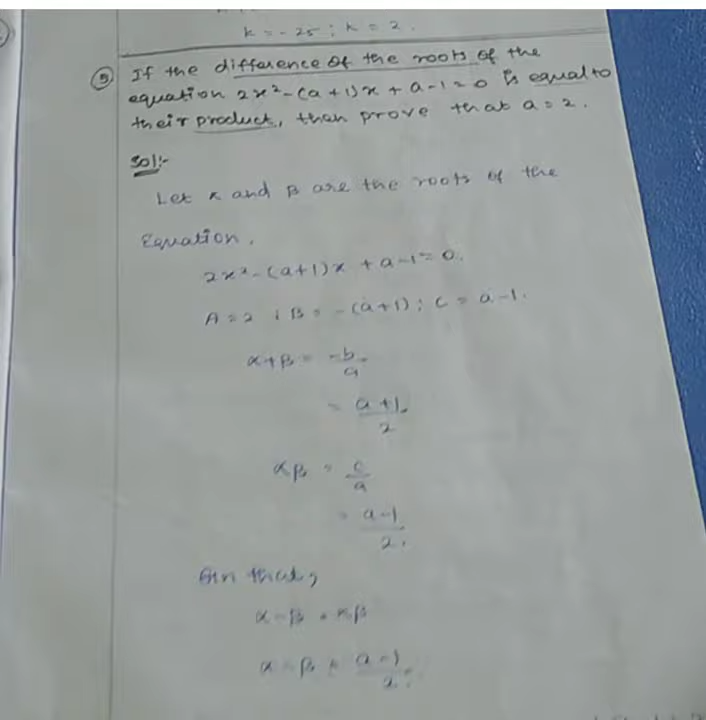 k = - 25 ; k = 2 .
⑤ If the difference of the roots of the
equation 2x² - (a + 1)x + a - 1 = 0 is equal to
their product, then prove that a = 2 .
Sol:-
Let α and β are the roots of the
Equation .
2x² - (a + 1)x + a - 1 = 0 .
A = 2 ; B = - (a + 1) ; C = a - 1 .
α + β = -b/a
= a + 1/2
αβ = c/a
= a - 1/2 .
Gn that ,
α - β = αβ
α - β = a - 1/2 .